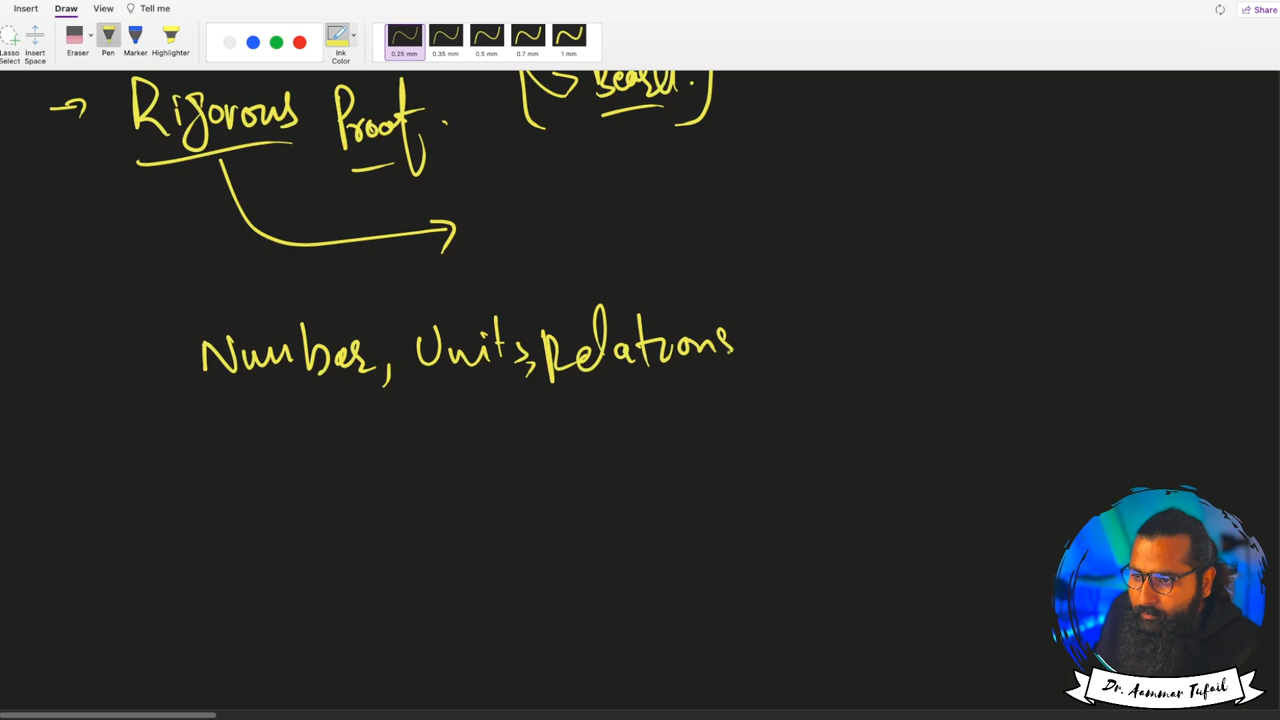 Insert Draw View Tell me
Share
Lasso Select
Insert Space
Eraser
Pen
Marker
Highlighter
Ink Color
0.25 mm
0.35 mm
0.5 mm
0.7 mm
1 mm
→ Rigorous Proof.
Number, Units, Relations
Dr. Aammar Tufail